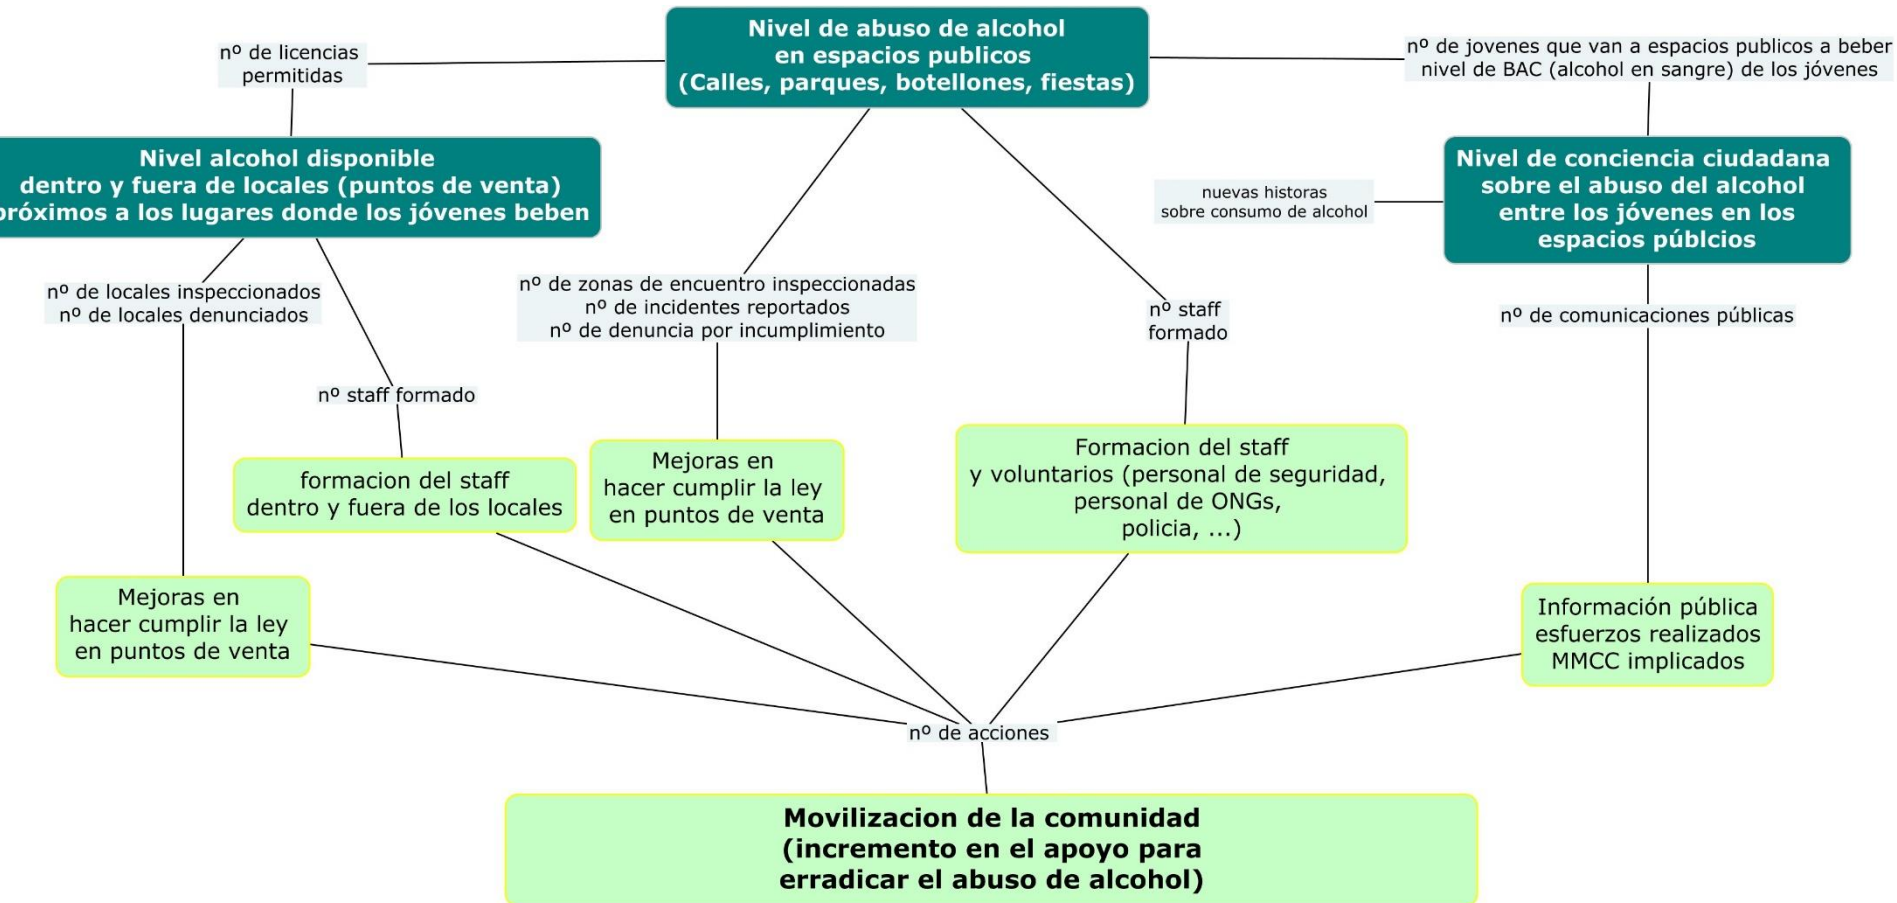 Nivel de abuso de alcohol
en espacios publicos
(Calles, parques, botellones, fiestas)
nº de licencias
permitidas
nº de jovenes que van a espacios publicos a beber
nivel de BAC (alcohol en sangre) de los jóvenes
Nivel alcohol disponible
dentro y fuera de locales (puntos de venta)
próximos a los lugares donde los jóvenes beben
Nivel de conciencia ciudadana
sobre el abuso del alcohol
entre los jóvenes en los
espacios públcios
nuevas historas
sobre consumo de alcohol
nº de locales inspeccionados
nº de locales denunciados
nº de zonas de encuentro inspeccionadas
nº de incidentes reportados
nº de denuncia por incumplimiento
nº staff
formado
nº de comunicaciones públicas
nº staff formado
formacion del staff
dentro y fuera de los locales
Mejoras en
hacer cumplir la ley
en puntos de venta
Formacion del staff
y voluntarios (personal de seguridad,
personal de ONGs,
policia, ...)
Mejoras en
hacer cumplir la ley
en puntos de venta
Información pública
esfuerzos realizados
MMCC implicados
nº de acciones
Movilizacion de la comunidad
(incremento en el apoyo para
erradicar el abuso de alcohol)